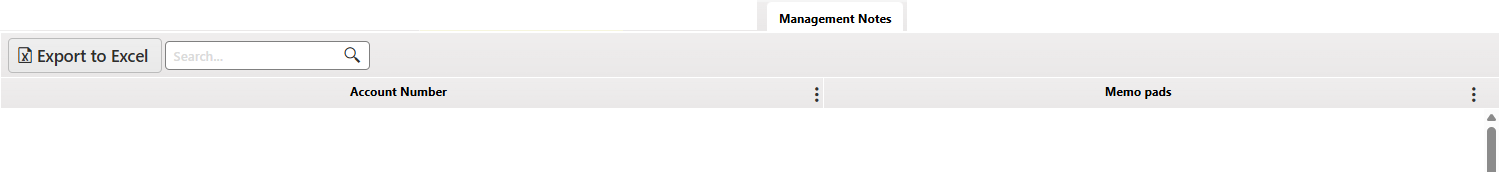 Management Notes
Export to Excel
Search...
Account Number
Memo pads